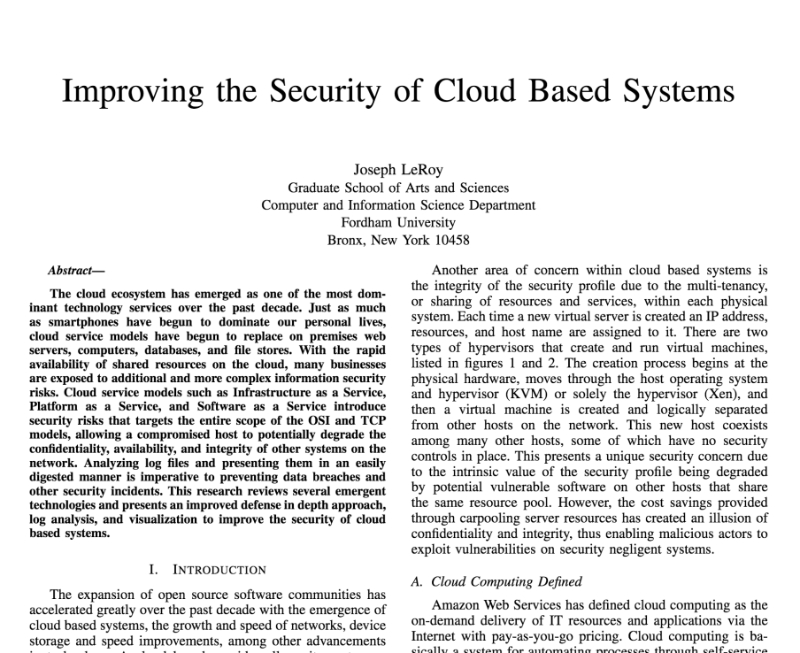 Improving the Security of Cloud Based Systems
Joseph LeRoy
Graduate School of Arts and Sciences
Computer and Information Science Department
Fordham University
Bronx, New York 10458
Abstract—
The cloud ecosystem has emerged as one of the most dom-
inant technology services over the past decade. Just as much
as smartphones have begun to dominate our personal lives,
cloud service models have begun to replace on premises web
servers, computers, databases, and file stores. With the rapid
availability of shared resources on the cloud, many businesses
are exposed to additional and more complex information security
risks. Cloud service models such as Infrastructure as a Service,
Platform as a Service, and Software as a Service introduce
security risks that targets the entire scope of the OSI and TCP
models, allowing a compromised host to potentially degrade the
confidentiality, availability, and integrity of other systems on the
network. Analyzing log files and presenting them in an easily
digested manner is imperative to preventing data breaches and
other security incidents. This research reviews several emergent
technologies and presents an improved defense in depth approach,
log analysis, and visualization to improve the security of cloud
based systems.
I. Introduction
The expansion of open source software communities has
accelerated greatly over the past decade with the emergence of
cloud based systems, the growth and speed of networks, device
storage and speed improvements, among other advancements
Another area of concern within cloud based systems is
the integrity of the security profile due to the multi-tenancy,
or sharing of resources and services, within each physical
system. Each time a new virtual server is created an IP address,
resources, and host name are assigned to it. There are two
types of hypervisors that create and run virtual machines,
listed in figures 1 and 2. The creation process begins at the
physical hardware, moves through the host operating system
and hypervisor (KVM) or solely the hypervisor (Xen), and
then a virtual machine is created and logically separated
from other hosts on the network. This new host coexists
among many other hosts, some of which have no security
controls in place. This presents a unique security concern due
to the intrinsic value of the security profile being degraded
by potential vulnerable software on other hosts that share
the same resource pool. However, the cost savings provided
through carpooling server resources has created an illusion of
confidentiality and integrity, thus enabling malicious actors to
exploit vulnerabilities on security negligent systems.
A. Cloud Computing Defined
Amazon Web Services has defined cloud computing as the
on-demand delivery of IT resources and applications via the
Internet with pay-as-you-go pricing. Cloud computing is ba-
sically a system for automating processes through self-service